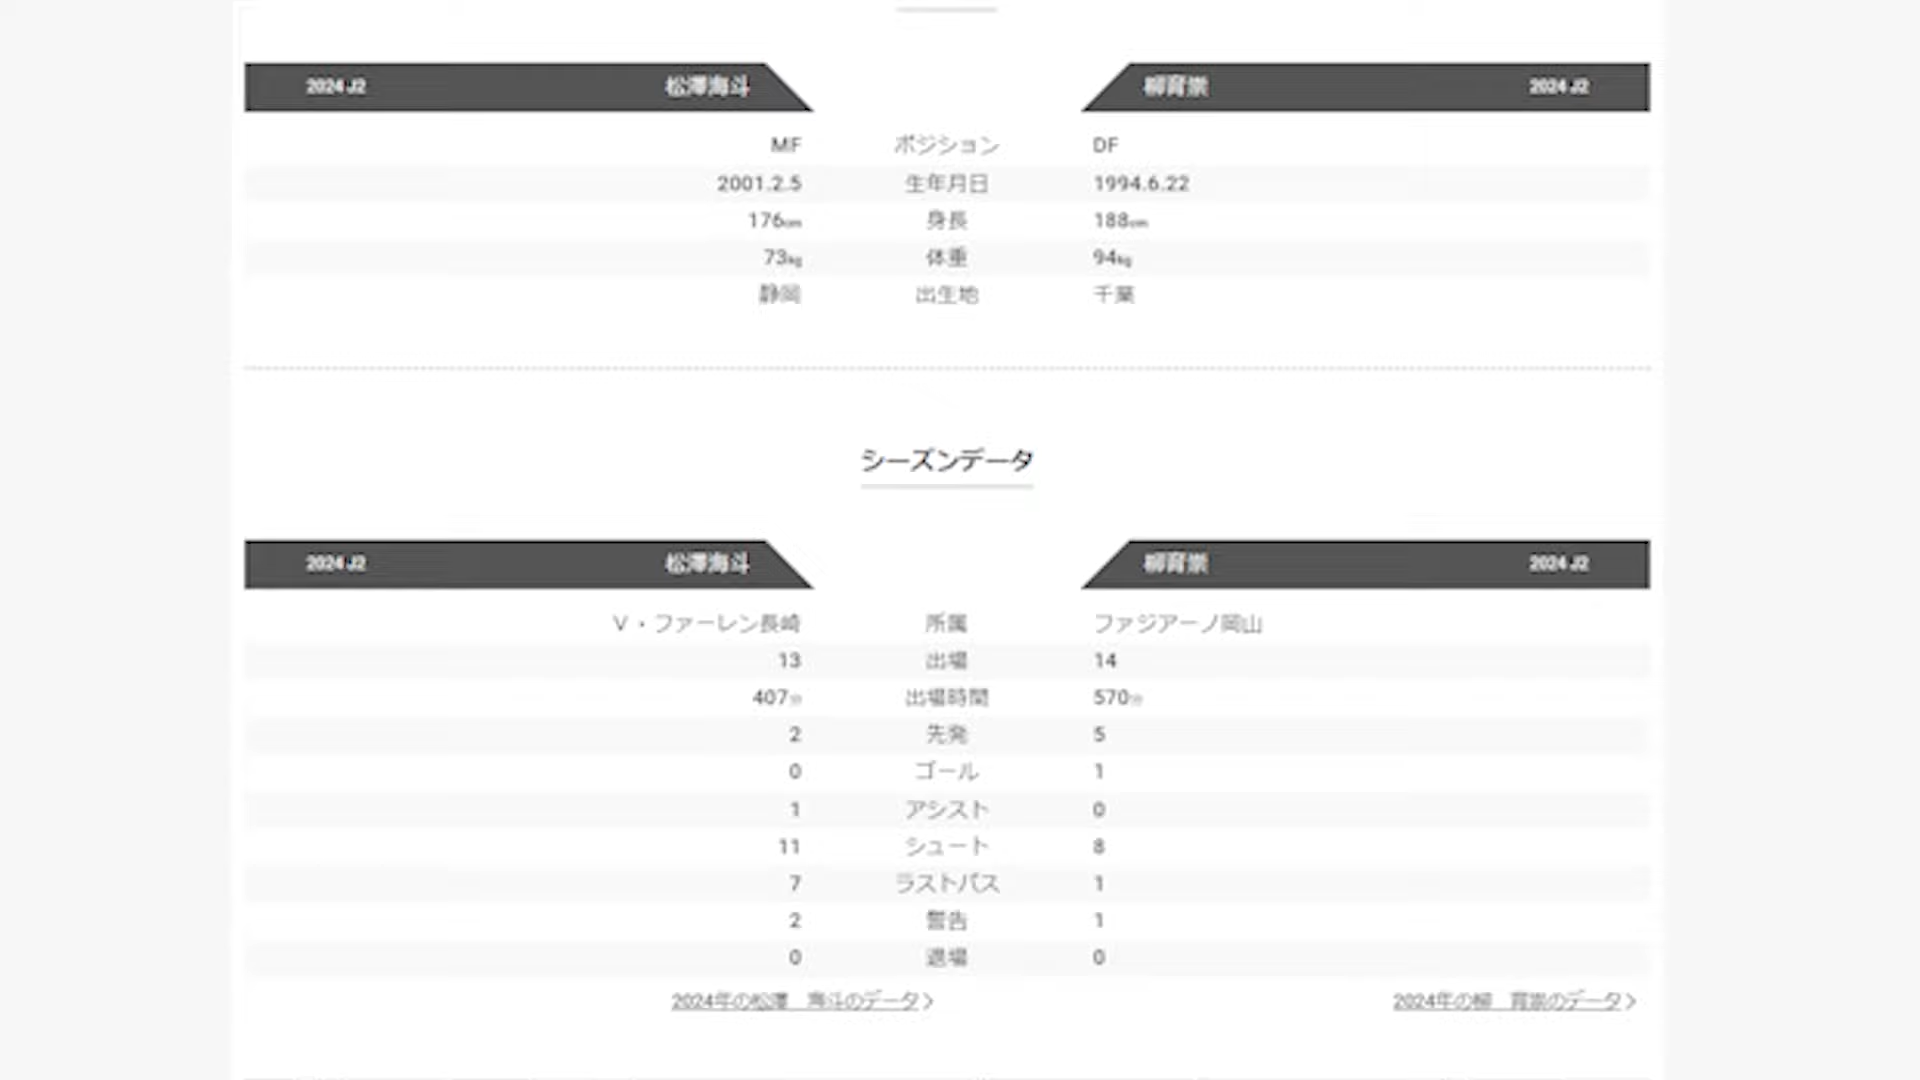 2024 J2 松澤海斗 柳育崇 2024 J2
MF ポジション DF
2001.2.5 生年月日 1994.6.22
176cm 身長 188cm
73kg 体重 94kg
静岡 出生地 千葉
シーズンデータ
2024 J2 松澤海斗 柳育崇 2024 J2
V・ファーレン長崎 所属 ファジアーノ岡山
13 出場 14
407分 出場時間 570分
2 先発 5
0 ゴール 1
1 アシスト 0
11 シュート 8
7 ラストパス 1
2 警告 1
0 退場 0
2024年の松澤 海斗のデータ 2024年の柳 育崇のデータ